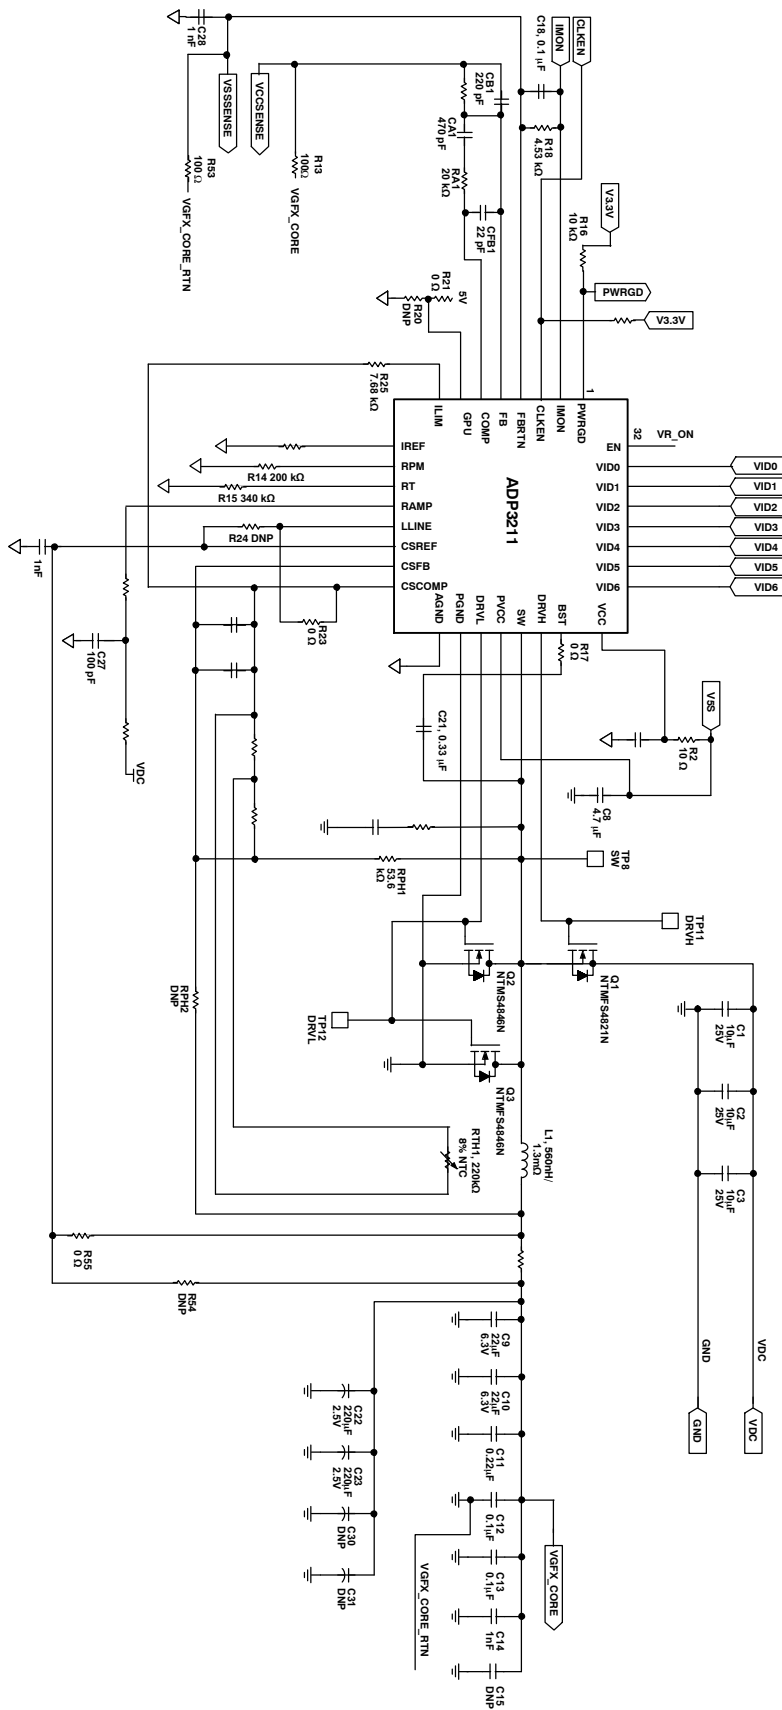 C28
1 nF
VSSSENSE
VCCSENSE
R53
100 Ω
VGFX_CORE_RTN
R13
100Ω
VGFX_CORE
CB1
220 pF
CA1
470 pF
RA1
20 kΩ
CFB1
22 pF
C18, 0.1 µF
IMON
CLKEN
R18
4.53 kΩ
V3.3V
R16
10 kΩ
PWRGD
V3.3V
5V
R21
0 Ω
R20
DNP
R25
7.68 kΩ
1
32
VR_ON
ADP3211
ILIM
GPU
COMP
FB
FBRTN
CLKEN
IMON
PWRGD
IREF
RPM
RT
RAMP
LLINE
CSREF
CSFB
CSCOMP
EN
VID0
VID1
VID2
VID3
VID4
VID5
VID6
AGND
PGND
DRVL
PVCC
SW
DRVH
BST
VCC
VID0
VID1
VID2
VID3
VID4
VID5
VID6
R14 200 kΩ
R15 340 kΩ
R24 DNP
R23
0 Ω
1nF
C27
100 pF
VDC
R17
0 Ω
C21, 0.33 µF
V5S
R2
10 Ω
C8
4.7 µF
TP8
SW
RPH1
53.6
kΩ
TP11
DRVH
Q1
NTMFS4821N
Q2
NTMS4846N
Q3
NTMFS4846N
TP12
DRVL
RPH2
DNP
C1
10µF
25V
C2
10µF
25V
C3
10µF
25V
L1, 560nH/
1.3mΩ
RTH1, 220kΩ
8% NTC
R55
0 Ω
R54
DNP
VDC
GND
VDC
GND
C9
22µF
6.3V
C10
22µF
6.3V
C11
0.22µF
C12
0.1µF
C13
0.1µF
C14
1nF
C15
DNP
C22
220µF
2.5V
C23
220µF
2.5V
C30
DNP
C31
DNP
VGFX_CORE
VGFX_CORE_RTN